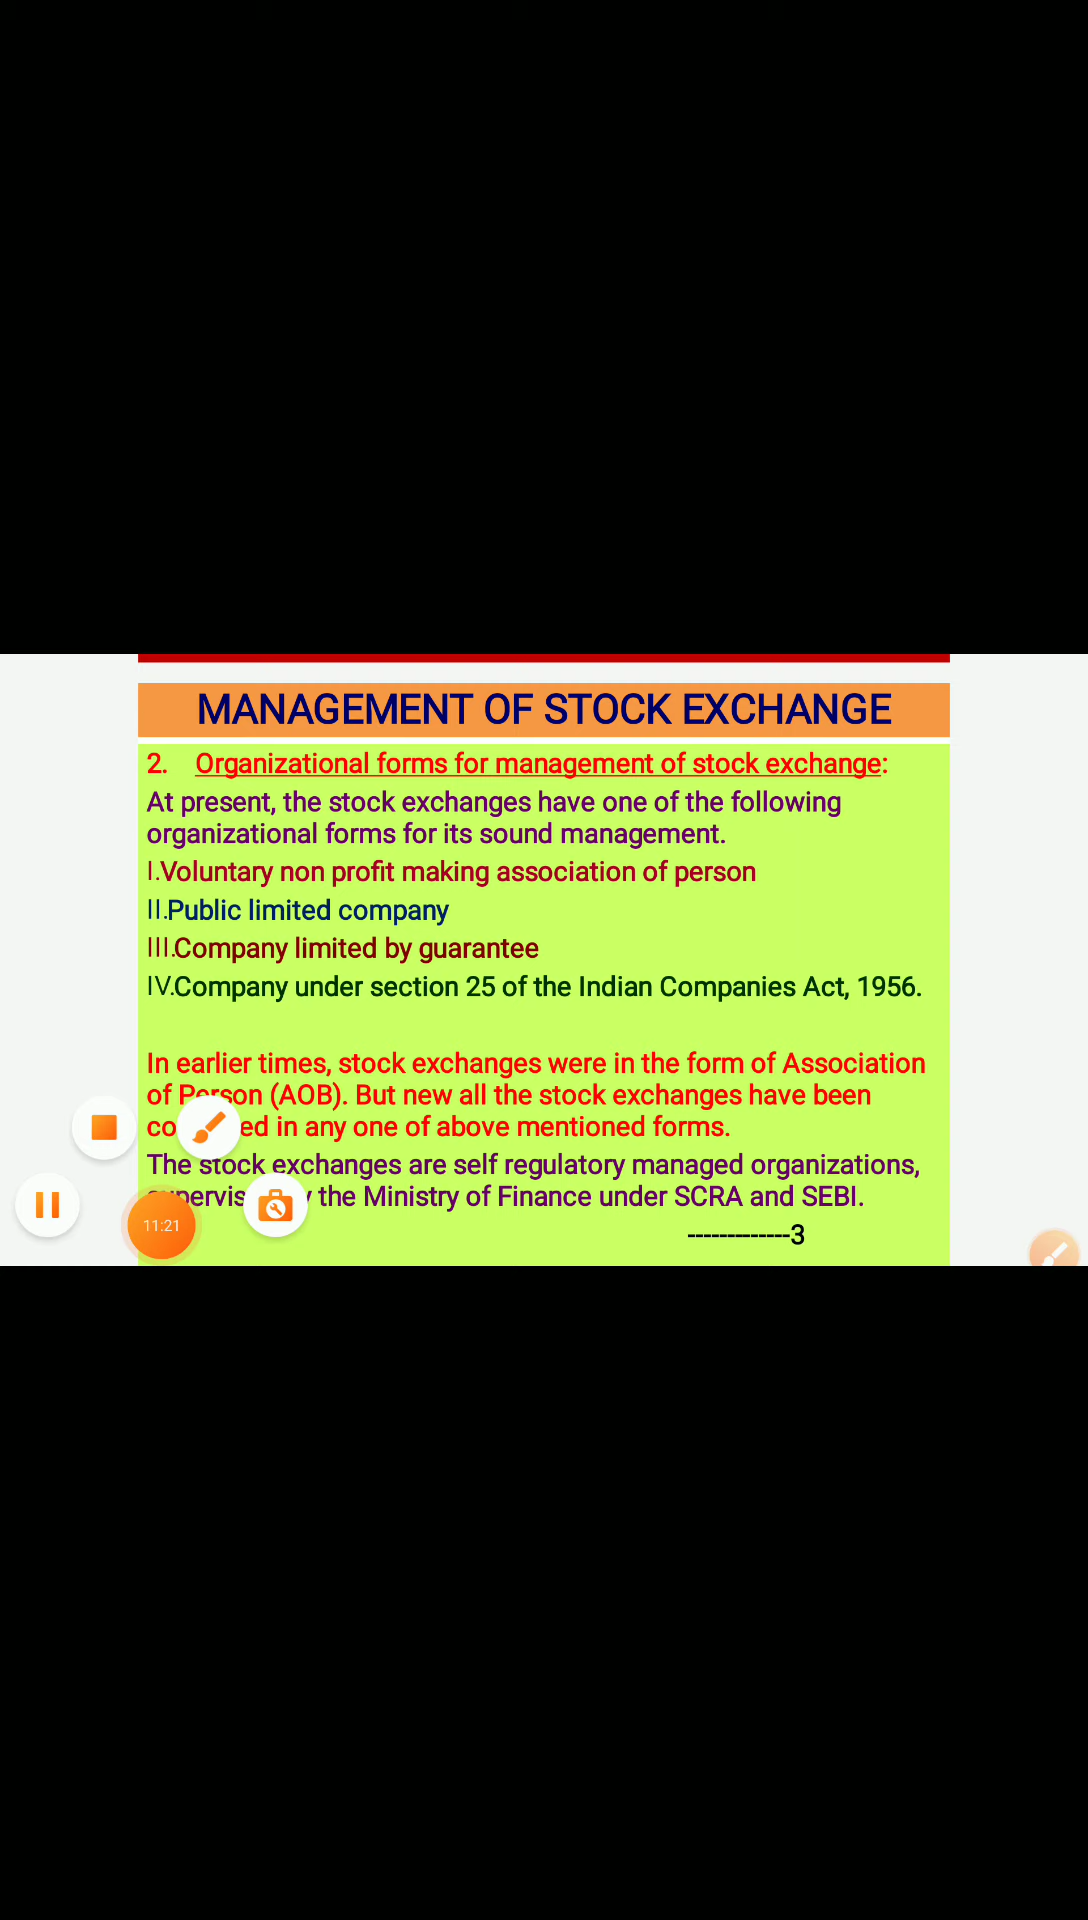 MANAGEMENT OF STOCK EXCHANGE
2. Organizational forms for management of stock exchange:
At present, the stock exchanges have one of the following
organizational forms for its sound management.
I.Voluntary non profit making association of person
II.Public limited company
III.Company limited by guarantee
IV.Company under section 25 of the Indian Companies Act, 1956.
In earlier times, stock exchanges were in the form of Association
of Person (AOB). But new all the stock exchanges have been
in any one of above mentioned forms.
The stock exchanges are self regulatory managed organizations,
the Ministry of Finance under SCRA and SEBI.
11:21
-------------3